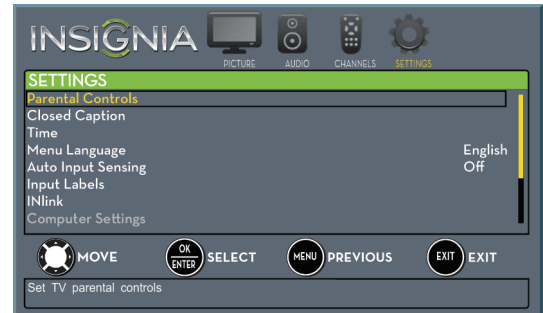 INSIGNIA
PICTURE AUDIO CHANNELS SETTINGS
SETTINGS
Parental Controls
Closed Caption
Time
Menu Language English
Auto Input Sensing Off
Input Labels
INlink
Computer Settings
MOVE OK ENTER SELECT MENU PREVIOUS EXIT EXIT
Set TV parental controls